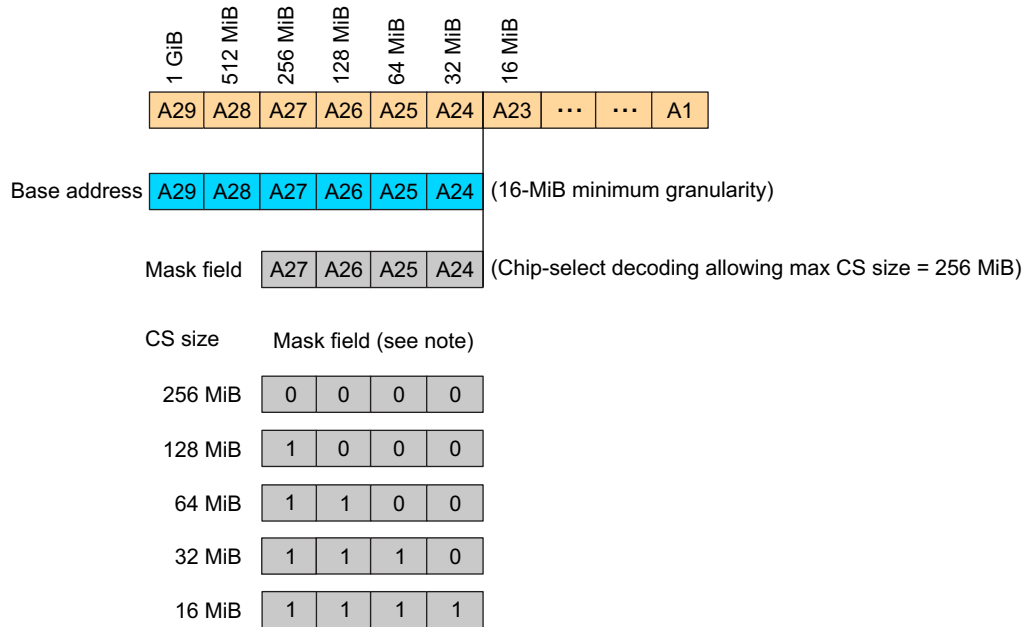 1 GiB 512 MiB 256 MiB 128 MiB 64 MiB 32 MiB 16 MiB
A29 A28 A27 A26 A25 A24 A23 ··· ··· A1
Base address A29 A28 A27 A26 A25 A24 (16-MiB minimum granularity)
Mask field A27 A26 A25 A24 (Chip-select decoding allowing max CS size = 256 MiB)
CS size Mask field (see note)
256 MiB 0 0 0 0
128 MiB 1 0 0 0
64 MiB 1 1 0 0
32 MiB 1 1 1 0
16 MiB 1 1 1 1